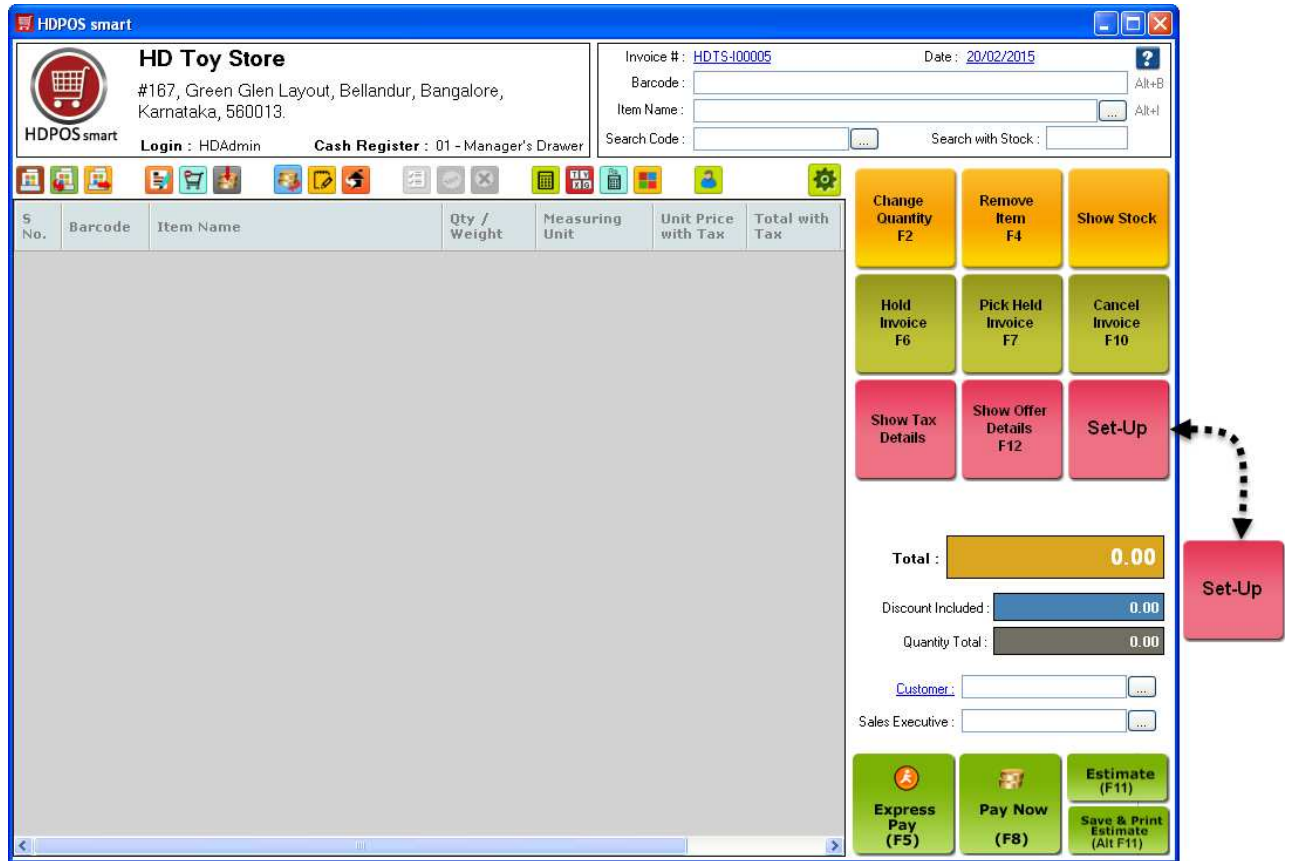 HDPOS smart
HD Toy Store
#167, Green Glen Layout, Bellandur, Bangalore,
Karnataka, 560013.
HDPOS smart
Login : HDAdmin Cash Register : 01 - Manager's Drawer
Invoice # : HDTS-I00005 Date : 20/02/2015 ?
Barcode : Alt+B
Item Name : ... Alt+I
Search Code : ... Search with Stock :
S
No.
Barcode
Item Name
Qty /
Weight
Measuring
Unit
Unit Price
with Tax
Total with
Tax
Change
Quantity
F2
Remove
Item
F4
Show Stock
Hold
Invoice
F6
Pick Held
Invoice
F7
Cancel
Invoice
F10
Show Tax
Details
Show Offer
Details
F12
Set-Up
Total : 0.00
Set-Up
Discount Included : 0.00
Quantity Total : 0.00
Customer : ...
Sales Executive : ...
Express
Pay
(F5)
Pay Now
(F8)
Estimate
(F11)
Save & Print
Estimate
(Alt F11)